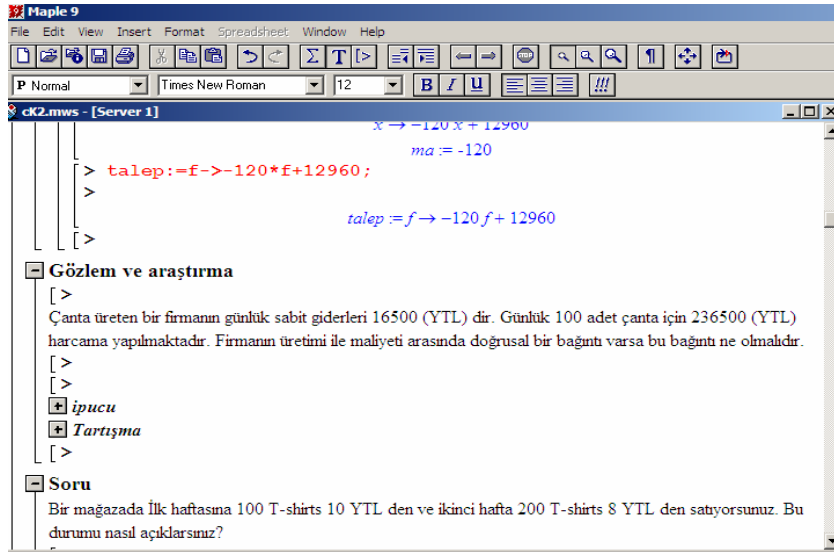 Maple 9
File Edit View Insert Format Spreadsheet Window Help
P Normal Times New Roman 12 B I U !!!
cK2.mws - [Server 1]
x → -120 x + 12960
ma := -120
[> talep:=f->-120*f+12960;
>
talep := f → -120 f + 12960
[>
Gözlem ve araştırma
[>
Çanta üreten bir firmanın günlük sabit giderleri 16500 (YTL) dir. Günlük 100 adet çanta için 236500 (YTL)
harcama yapılmaktadır. Firmanın üretimi ile maliyeti arasında doğrusal bir bağıntı varsa bu bağıntı ne olmalıdır.
[>
[>
ipucu
Tartışma
[>
Soru
Bir mağazada İlk haftasına 100 T-shirts 10 YTL den ve ikinci hafta 200 T-shirts 8 YTL den satıyorsunuz. Bu
durumu nasıl açıklarsınız?